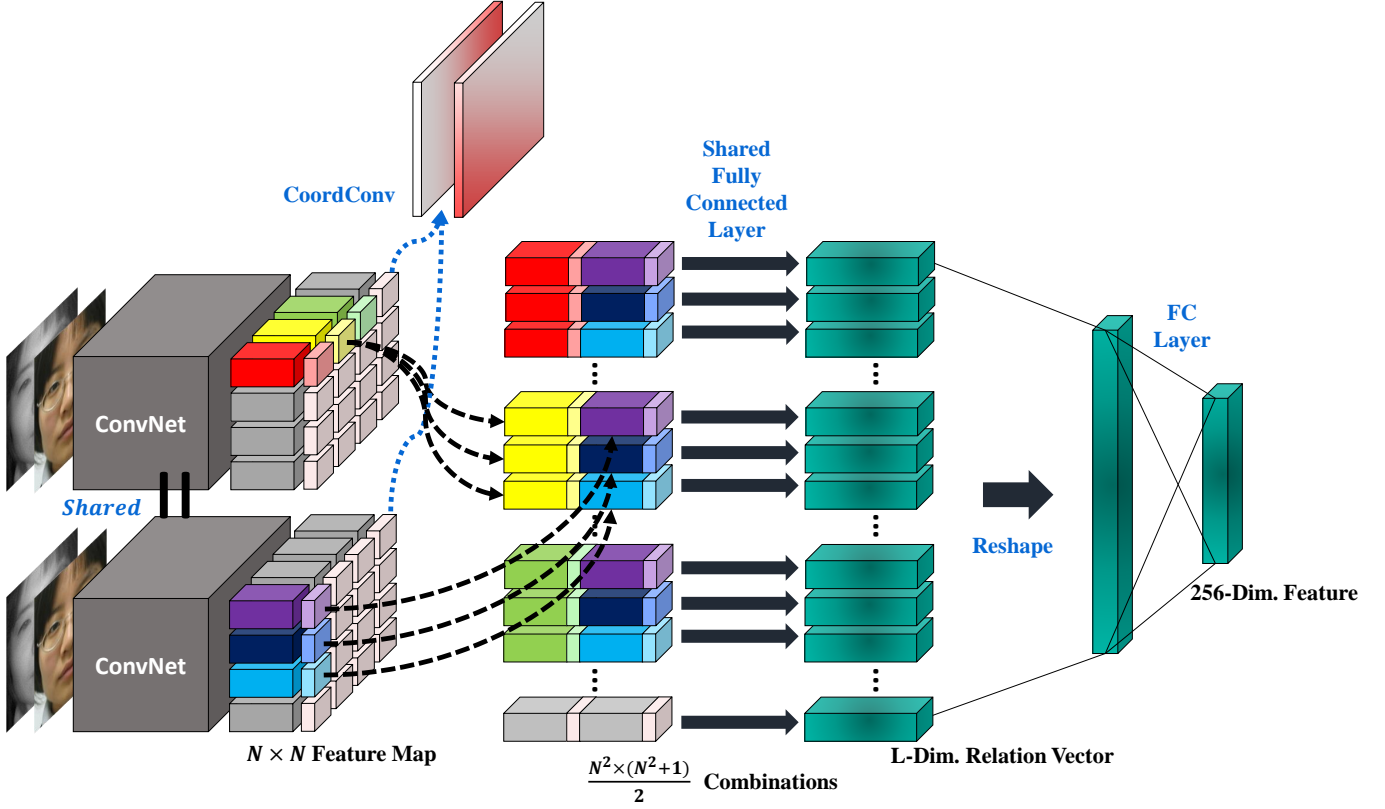 CoordConv
Shared
Fully
Connected
Layer
FC
Layer
ConvNet
Shared
ConvNet
Reshape
256-Dim. Feature
N × N Feature Map
N²×(N²+1)
2
Combinations
L-Dim. Relation Vector